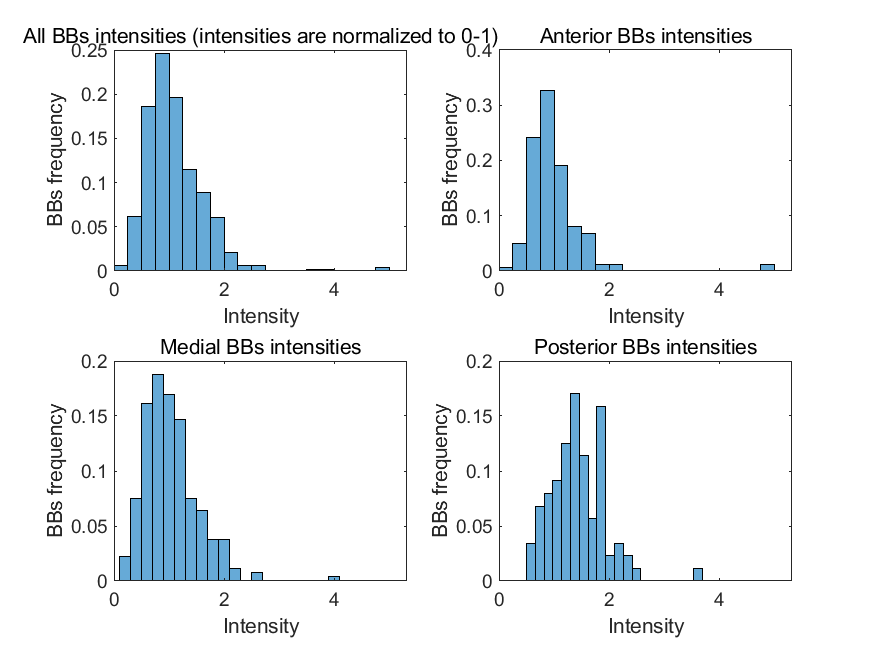 All BBs intensities (intensities are normalized to 0-1)
0.25
0.2
0.15
0.1
0.05
0
BBs frequency
0 2 4
Intensity
Anterior BBs intensities
0.4
0.3
0.2
0.1
0
BBs frequency
0 2 4
Intensity
Medial BBs intensities
0.2
0.15
0.1
0.05
0
BBs frequency
0 2 4
Intensity
Posterior BBs intensities
0.2
0.15
0.1
0.05
0
BBs frequency
0 2 4
Intensity